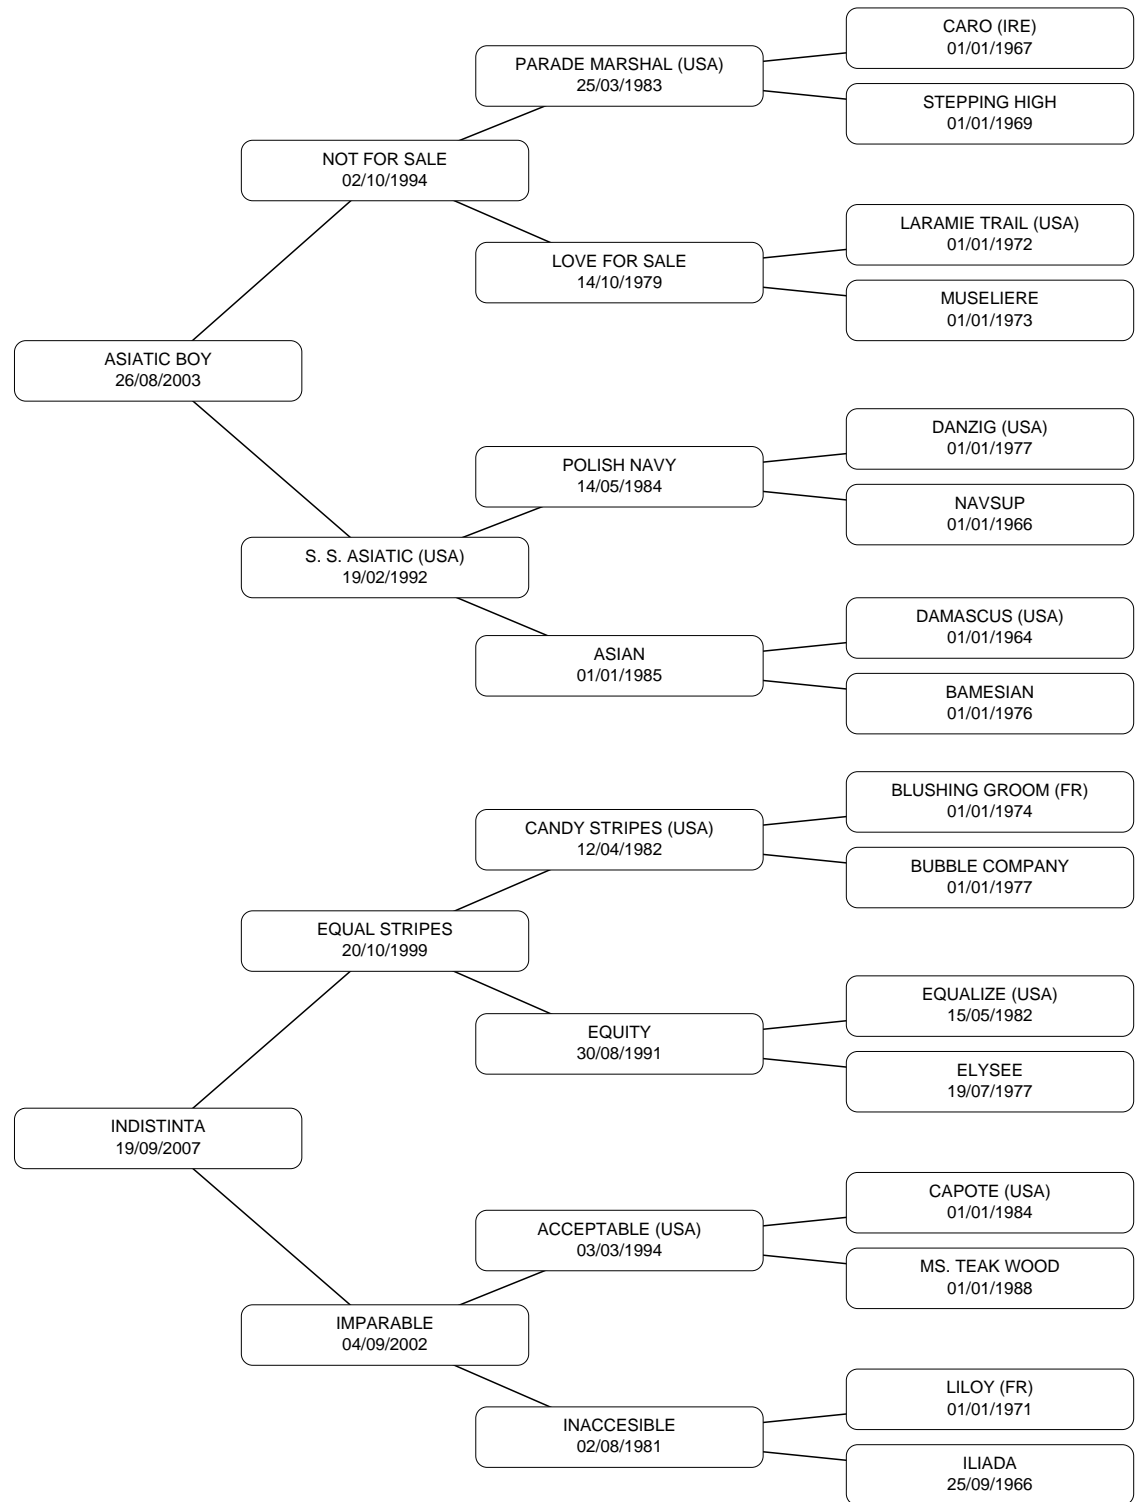 CARO (IRE)
01/01/1967
PARADE MARSHAL (USA)
25/03/1983
STEPPING HIGH
01/01/1969
NOT FOR SALE
02/10/1994
LARAMIE TRAIL (USA)
01/01/1972
LOVE FOR SALE
14/10/1979
MUSELIERE
01/01/1973
ASIATIC BOY
26/08/2003
DANZIG (USA)
01/01/1977
POLISH NAVY
14/05/1984
NAVSUP
01/01/1966
S. S. ASIATIC (USA)
19/02/1992
DAMASCUS (USA)
01/01/1964
ASIAN
01/01/1985
BAMESIAN
01/01/1976
BLUSHING GROOM (FR)
01/01/1974
CANDY STRIPES (USA)
12/04/1982
BUBBLE COMPANY
01/01/1977
EQUAL STRIPES
20/10/1999
EQUALIZE (USA)
15/05/1982
EQUITY
30/08/1991
ELYSEE
19/07/1977
INDISTINTA
19/09/2007
CAPOTE (USA)
01/01/1984
ACCEPTABLE (USA)
03/03/1994
MS. TEAK WOOD
01/01/1988
IMPARABLE
04/09/2002
LILOY (FR)
01/01/1971
INACCESIBLE
02/08/1981
ILIADA
25/09/1966